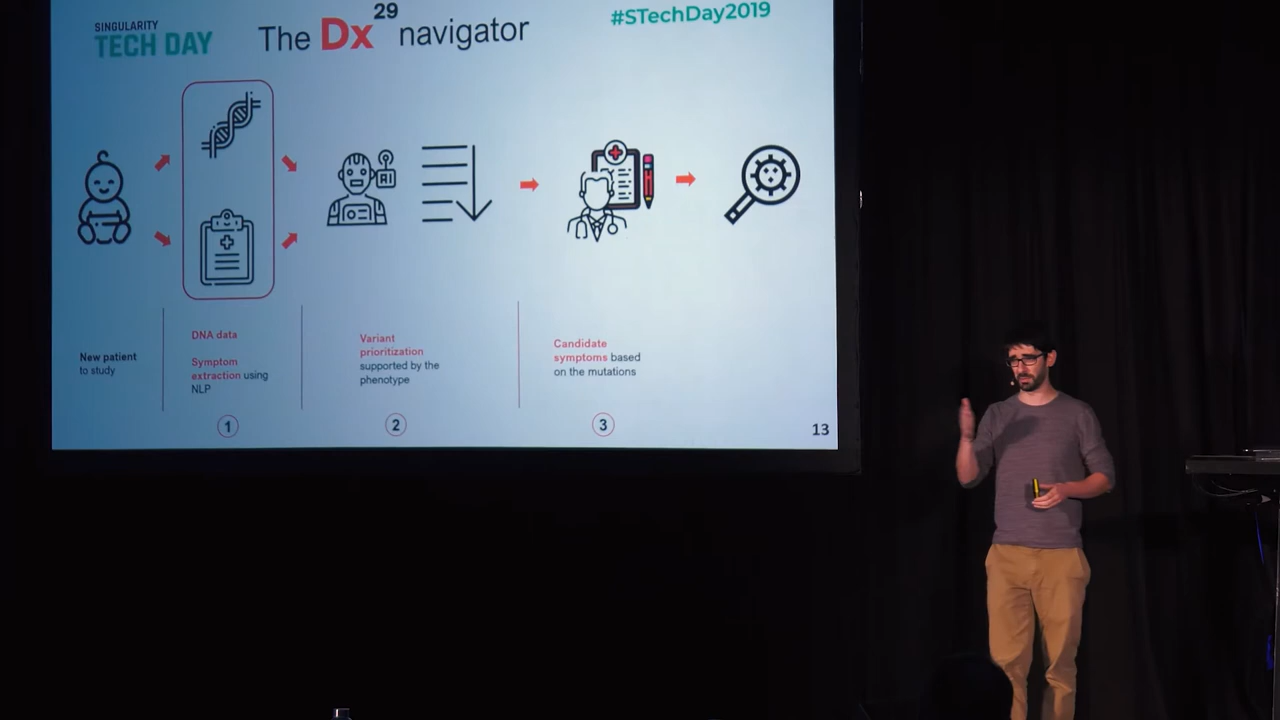 SINGULARITY
TECH DAY
The Dx29 navigator
#STechDay2019
AI
New patient
to study
DNA data
Symptom
extraction using
NLP
1
Variant
prioritization
supported by the
phenotype
2
Candidate
symptoms based
on the mutations
3
13